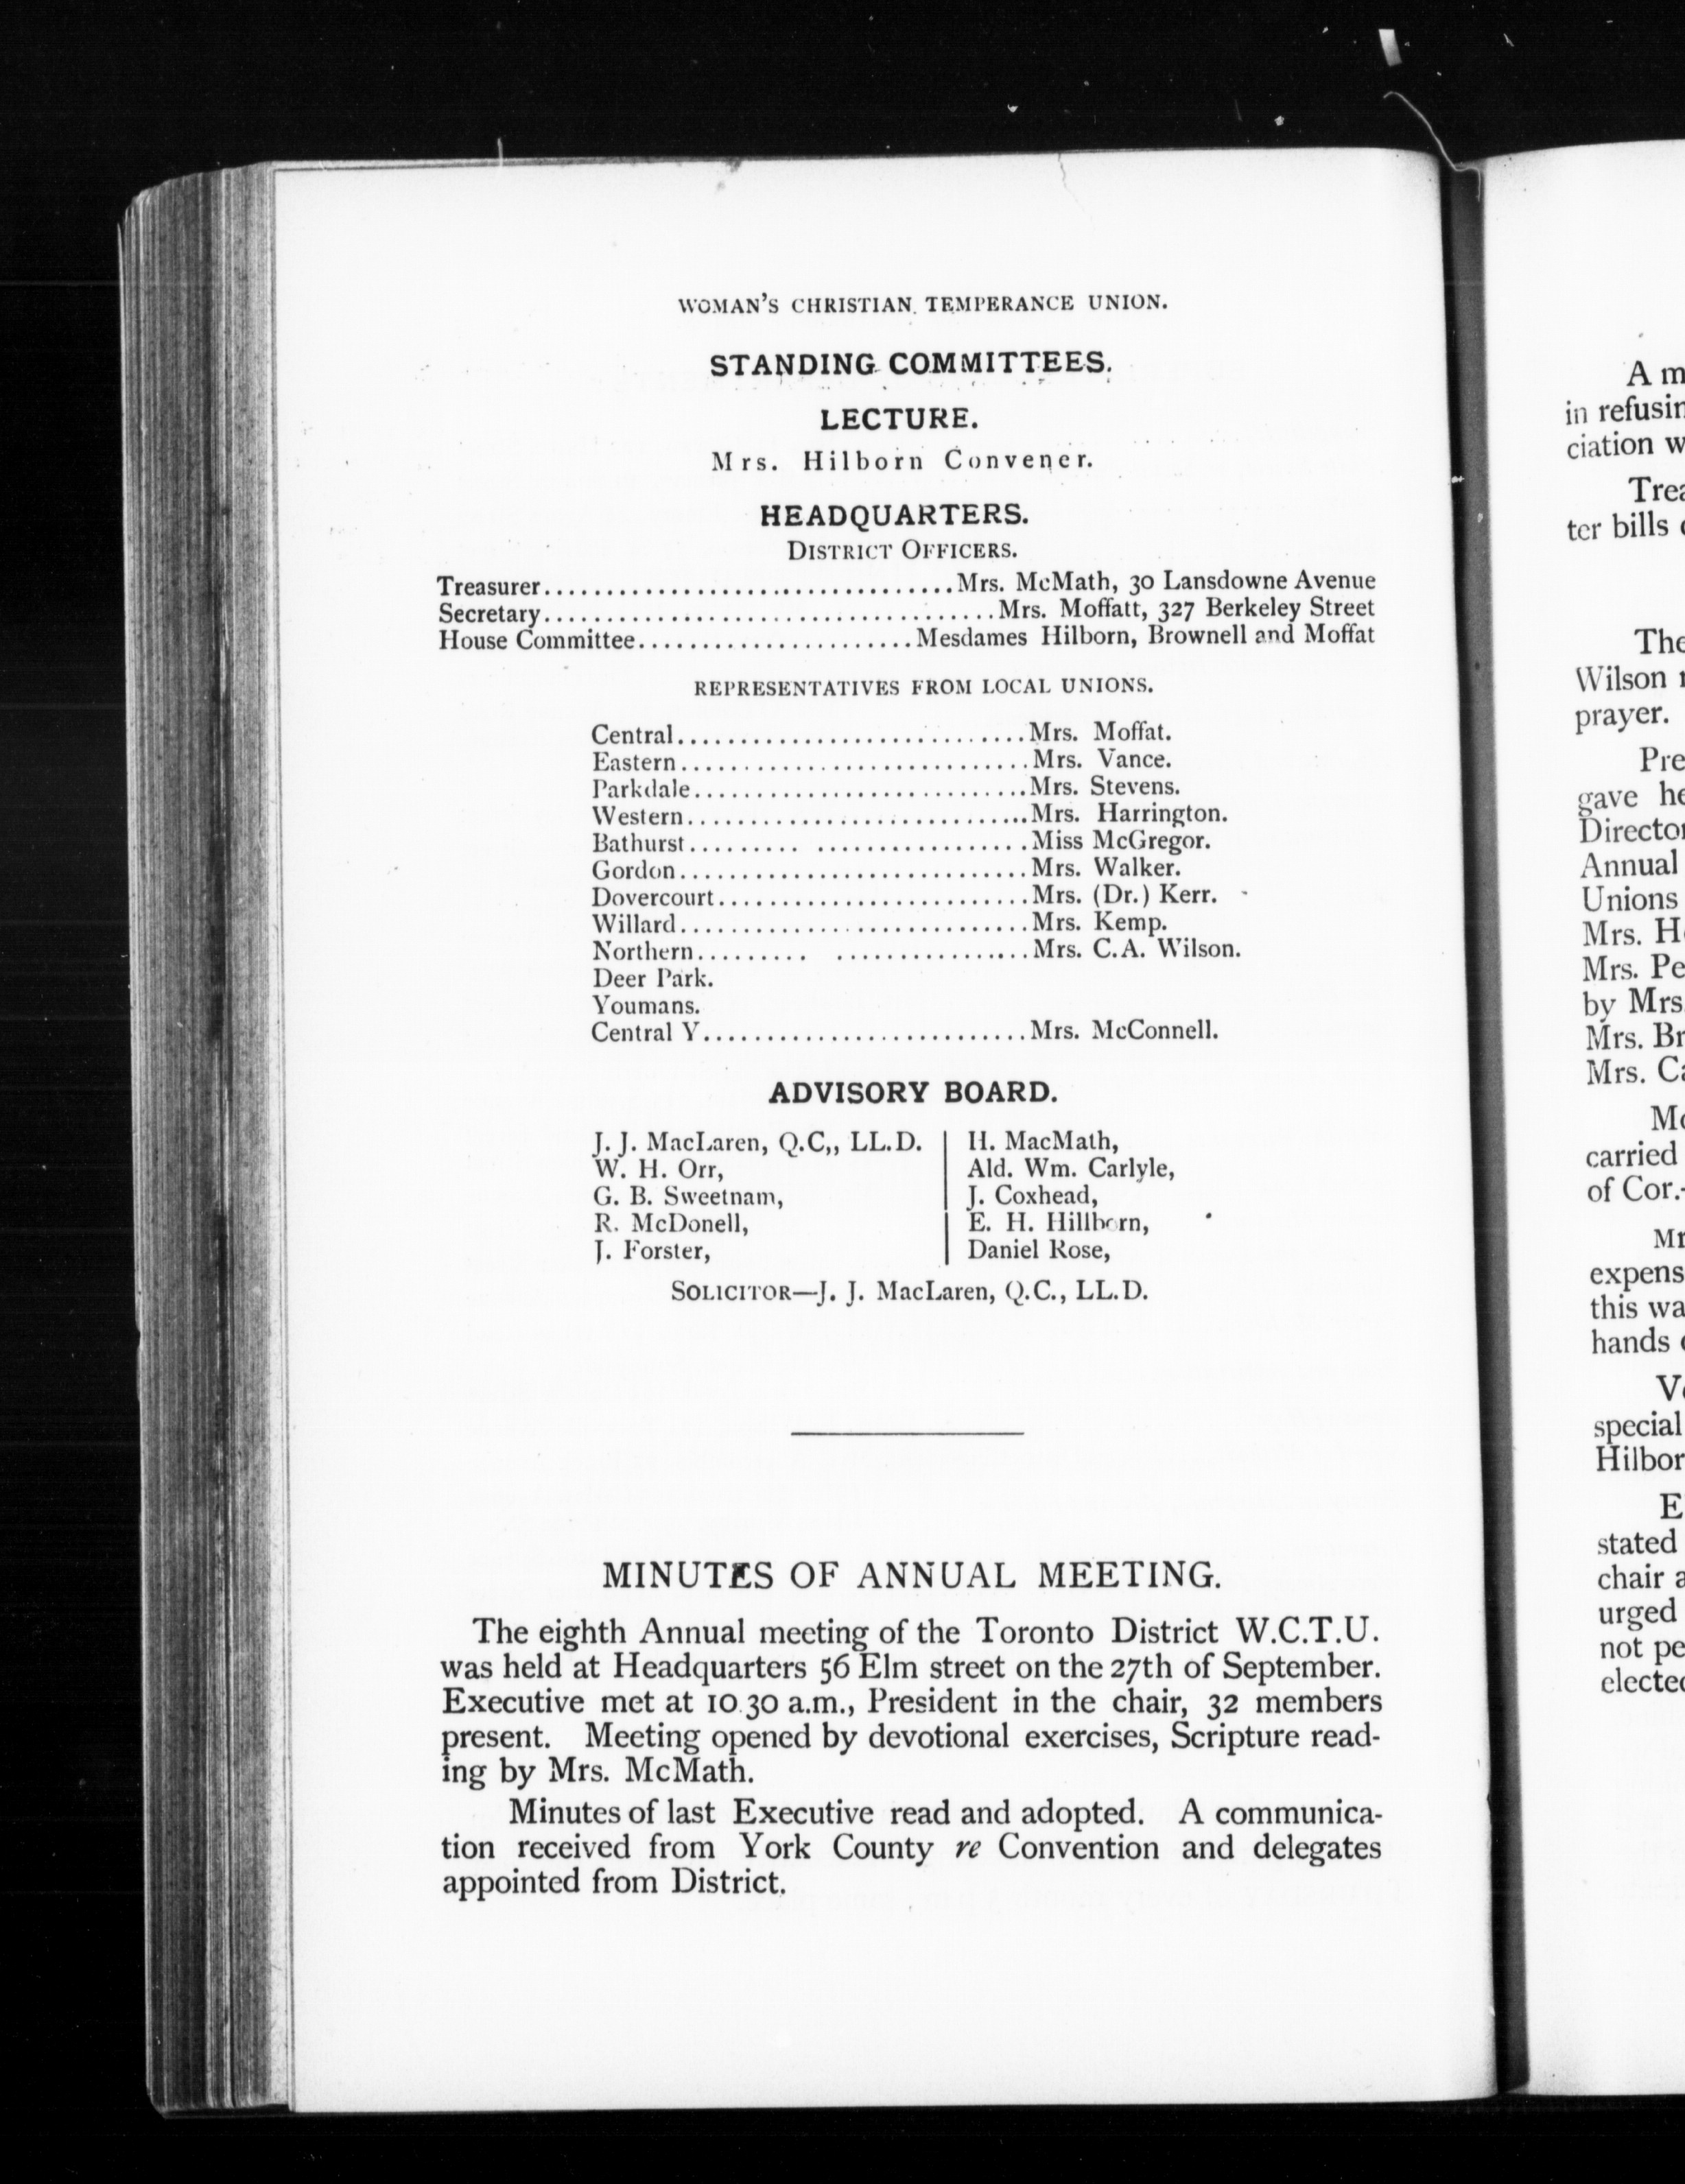 WOMAN'S CHRISTIAN TEMPERANCE UNION.
STANDING COMMITTEES.
LECTURE.
Mrs. Hilborn Convener.
HEADQUARTERS.
DISTRICT OFFICERS.
Treasurer.................................Mrs. McMath, 30 Lansdowne Avenue
Secretary....................................Mrs. Moffatt, 327 Berkeley Street
House Committee......................Mesdames Hilborn, Brownell and Moffat
REPRESENTATIVES FROM LOCAL UNIONS.
Central............................Mrs. Moffat.
Eastern............................Mrs. Vance.
Parkdale...........................Mrs. Stevens.
Western............................Mrs. Harrington.
Bathurst......... .................Miss McGregor.
Gordon............................Mrs. Walker.
Dovercourt.........................Mrs. (Dr.) Kerr.
Willard............................Mrs. Kemp.
Northern......... ................Mrs. C.A. Wilson.
Deer Park.
Youmans.
Central Y..........................Mrs. McConnell.
ADVISORY BOARD.
J. J. MacLaren, Q.C,, LL.D.
W. H. Orr,
G. B. Sweetnam,
R. McDonell,
J. Forster,
H. MacMath,
Ald. Wm. Carlyle,
J. Coxhead,
E. H. Hillborn,
Daniel Rose,
SOLICITOR—J. J. MacLaren, Q.C., LL.D.
MINUTES OF ANNUAL MEETING.
The eighth Annual meeting of the Toronto District W.C.T.U.
was held at Headquarters 56 Elm street on the 27th of September.
Executive met at 10.30 a.m., President in the chair, 32 members
present. Meeting opened by devotional exercises, Scripture read-
ing by Mrs. McMath.
Minutes of last Executive read and adopted. A communica-
tion received from York County re Convention and delegates
appointed from District.
A m
in refusin
ciation w
Trea
ter bills
The
Wilson
prayer.
Pre
gave he
Director
Annual
Unions
Mrs. H
Mrs. Pe
by Mrs.
Mrs. Br
Mrs. Ca
Mo
carried
of Cor.-
Mr
expens
this wa
hands
Vo
special
Hilbor
E
stated
chair a
urged
not pe
elected